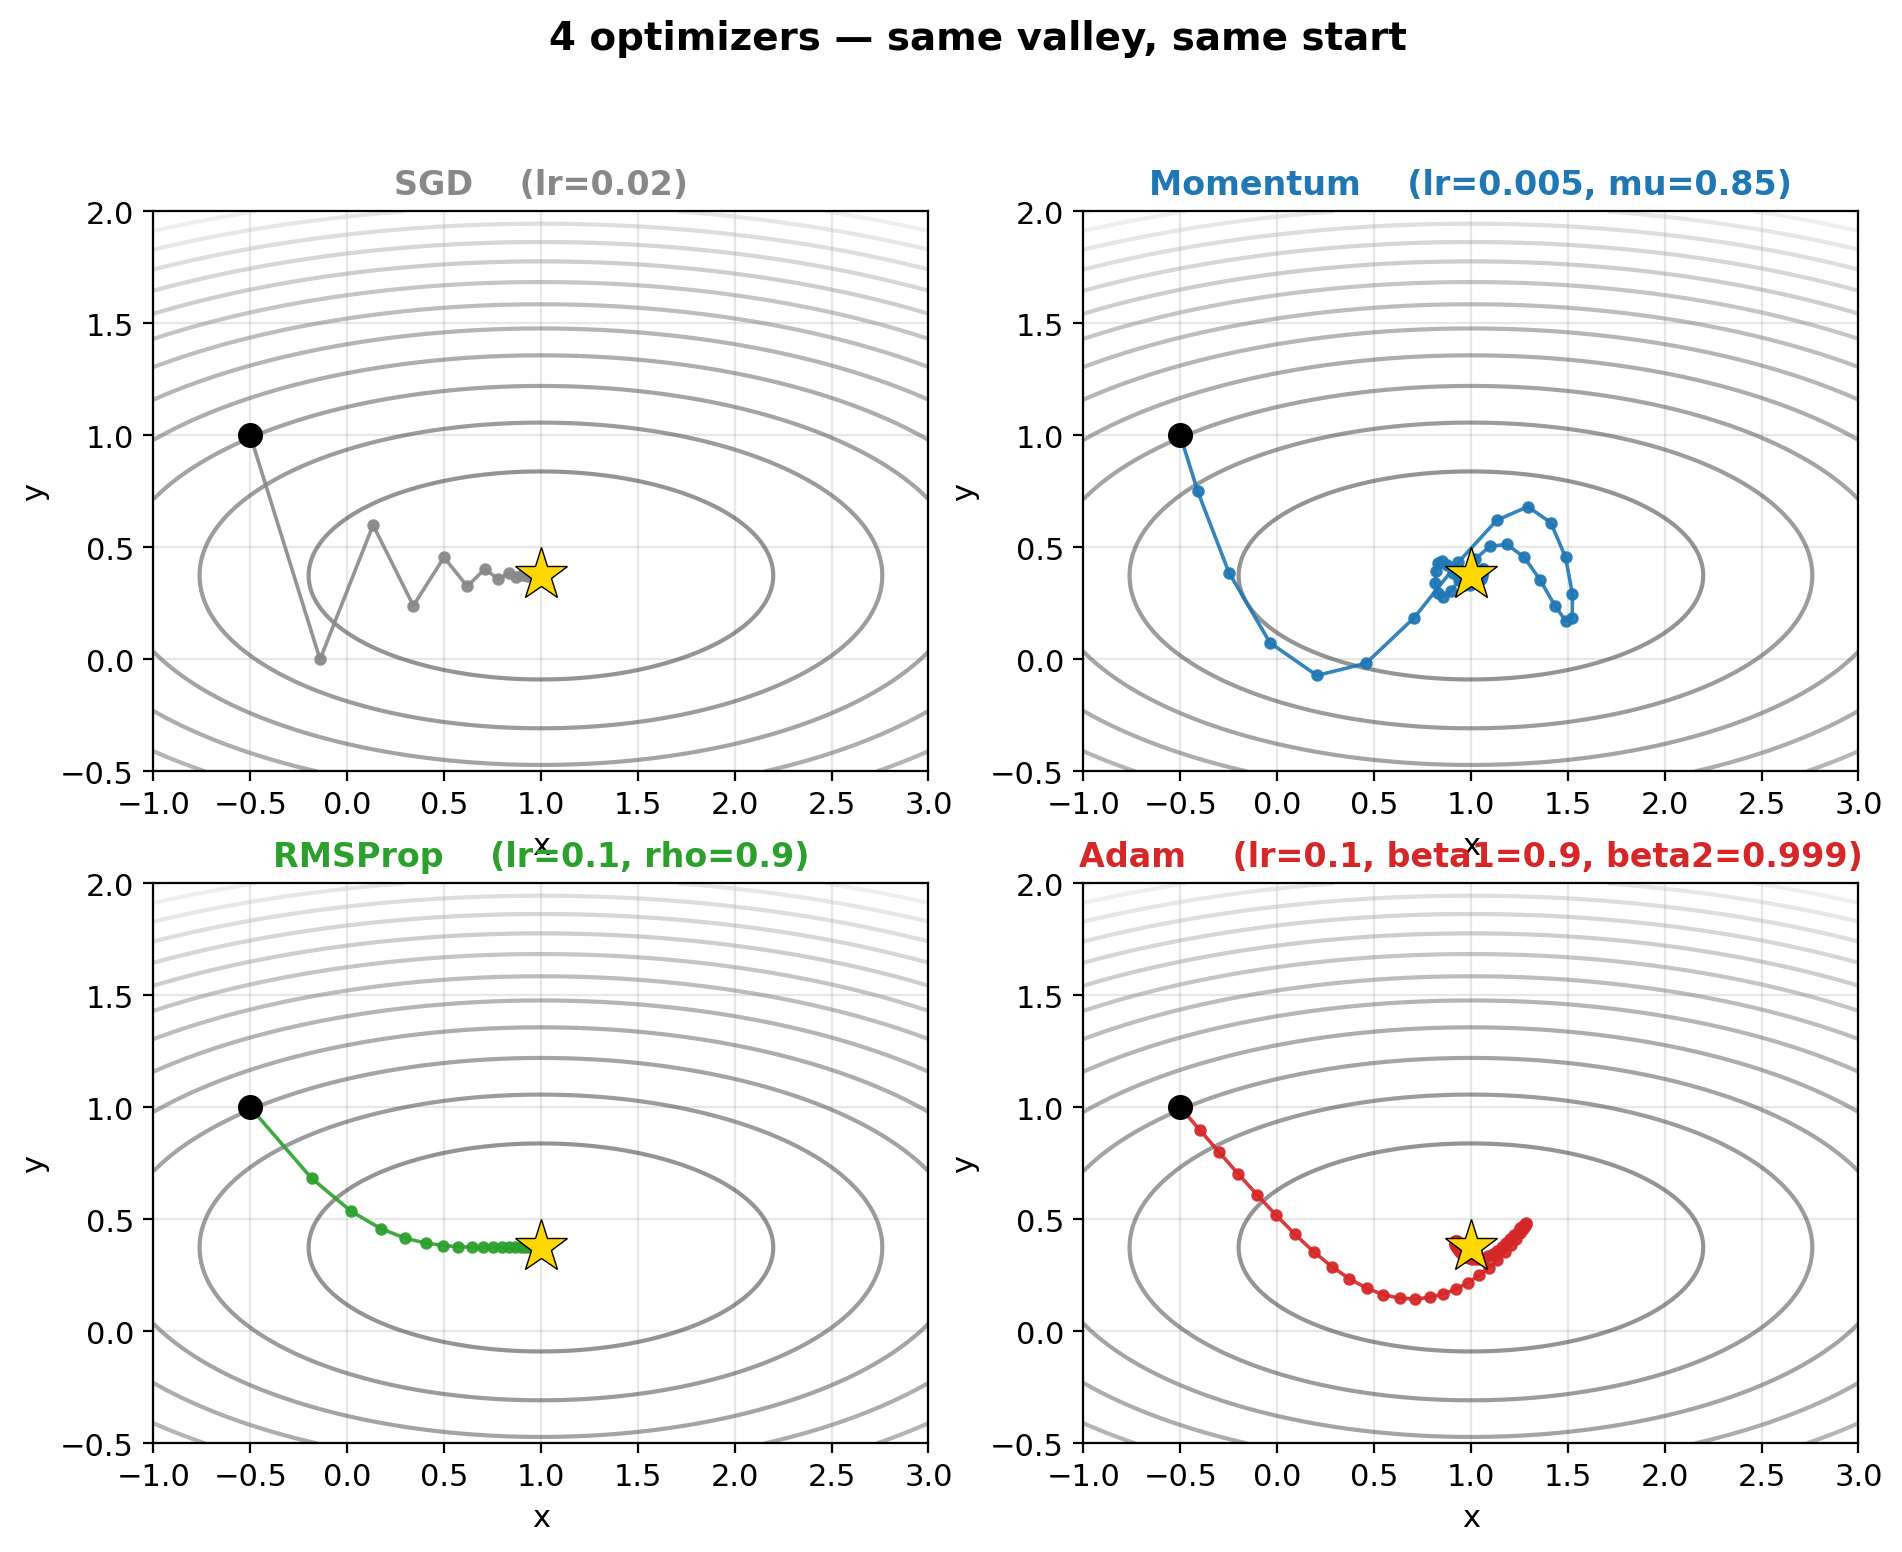 4 optimizers — same valley, same start
SGD (lr=0.02)
2.0
1.5
1.0
0.5
0.0
−0.5
y
−1.0 −0.5 0.0 0.5 1.0 1.5 2.0 2.5 3.0
x
Momentum (lr=0.005, mu=0.85)
2.0
1.5
1.0
0.5
0.0
−0.5
y
−1.0 −0.5 0.0 0.5 1.0 1.5 2.0 2.5 3.0
x
RMSProp (lr=0.1, rho=0.9)
2.0
1.5
1.0
0.5
0.0
−0.5
y
−1.0 −0.5 0.0 0.5 1.0 1.5 2.0 2.5 3.0
x
Adam (lr=0.1, beta1=0.9, beta2=0.999)
2.0
1.5
1.0
0.5
0.0
−0.5
y
−1.0 −0.5 0.0 0.5 1.0 1.5 2.0 2.5 3.0
x